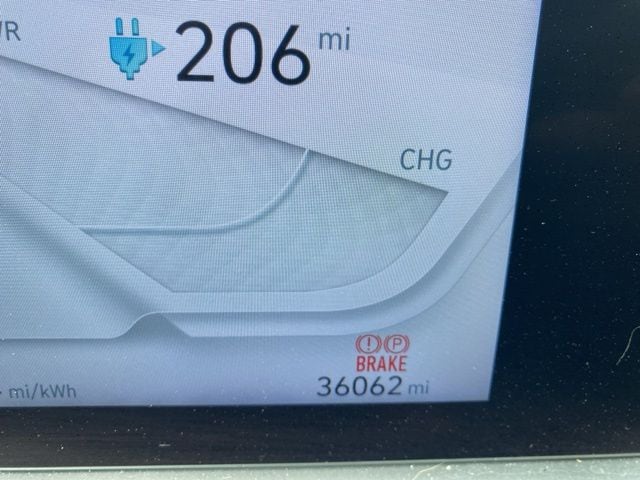 206 mi
CHG
! P
BRAKE
mi/kWh
36062 mi